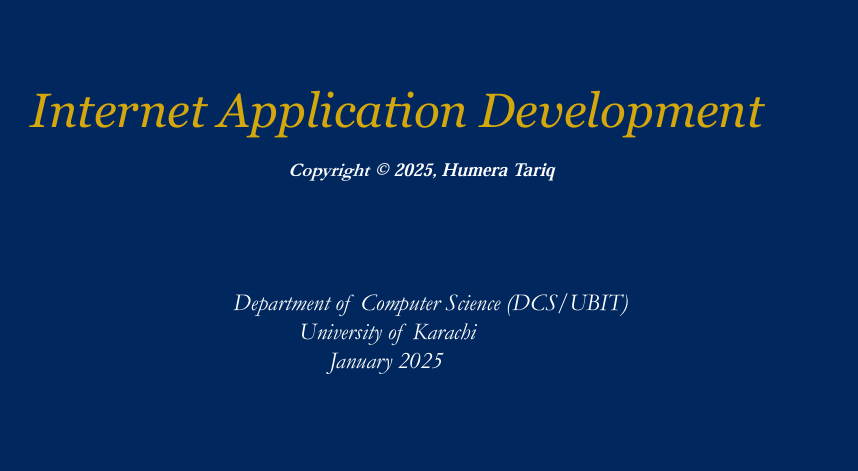 Internet Application Development
Copyright © 2025, Humera Tariq
Department of Computer Science (DCS/UBIT)
University of Karachi
January 2025